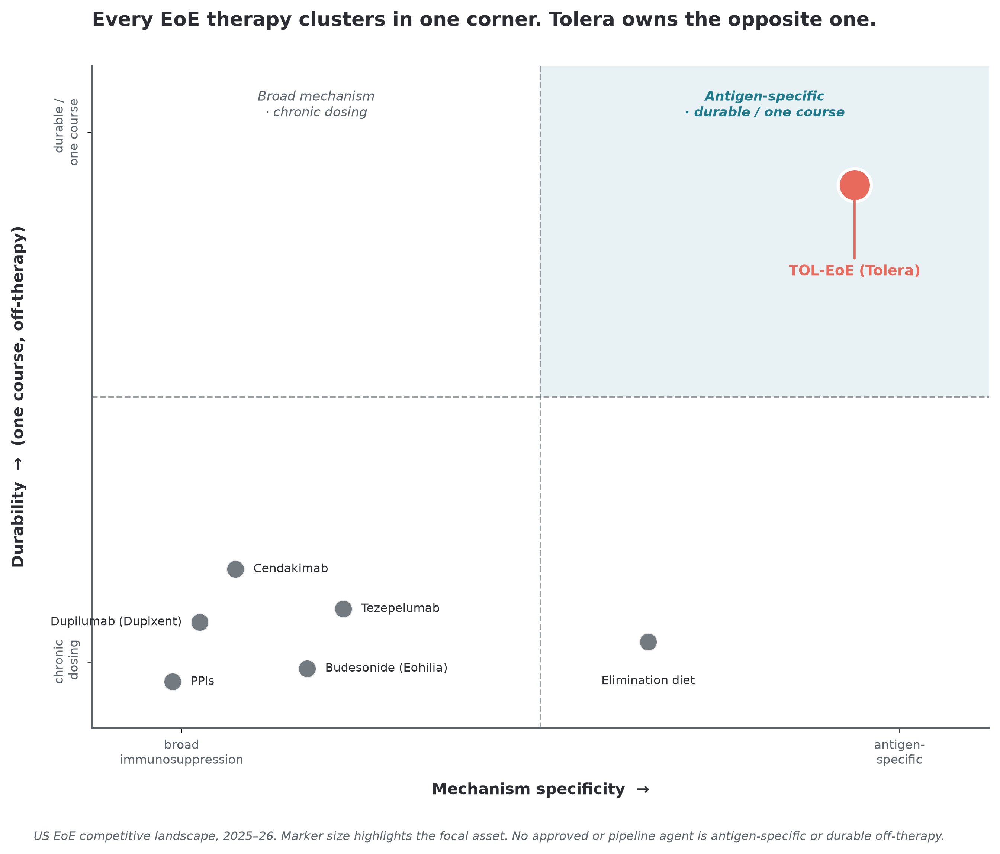 Every EoE therapy clusters in one corner. Tolera owns the opposite one.
Durability → (one course, off-therapy)
durable /
one course
Broad mechanism
· chronic dosing
Antigen-specific
· durable / one course
TOL-EoE (Tolera)
Cendakimab
Tezepelumab
Dupilumab (Dupixent)
chronic
dosing
Budesonide (Eohilia)
PPIs
Elimination diet
broad
immunosuppression
antigen-
specific
Mechanism specificity →
US EoE competitive landscape, 2025–26. Marker size highlights the focal asset. No approved or pipeline agent is antigen-specific or durable off-therapy.